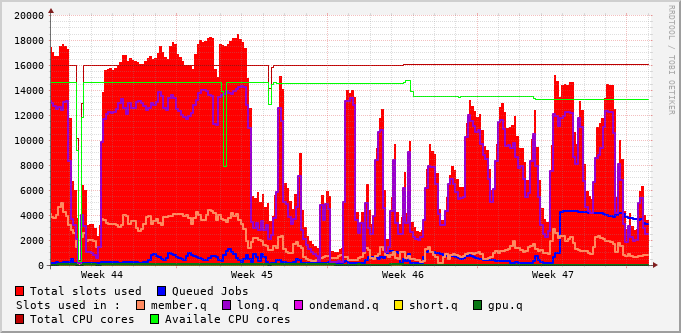 20000
18000
16000
14000
12000
10000
8000
6000
4000
2000
0
Week 44 Week 45 Week 46 Week 47
RRDTOOL / TOBI OETIKER
Total slots used Queued Jobs
Slots used in : member.q long.q ondemand.q short.q gpu.q
Total CPU cores Availale CPU cores